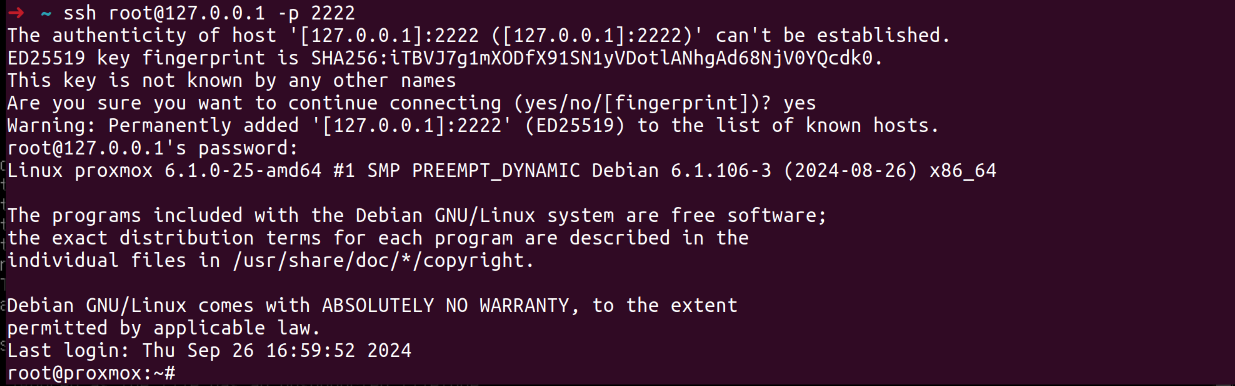 ➜ ~ ssh root@127.0.0.1 -p 2222
The authenticity of host '[127.0.0.1]:2222 ([127.0.0.1]:2222)' can't be established.
ED25519 key fingerprint is SHA256:iTBVJ7g1mXODfX91SN1yVDotlANhgAd68NjV0YQcdk0.
This key is not known by any other names
Are you sure you want to continue connecting (yes/no/[fingerprint])? yes
Warning: Permanently added '[127.0.0.1]:2222' (ED25519) to the list of known hosts.
root@127.0.0.1's password:
Linux proxmox 6.1.0-25-amd64 #1 SMP PREEMPT_DYNAMIC Debian 6.1.106-3 (2024-08-26) x86_64

The programs included with the Debian GNU/Linux system are free software;
the exact distribution terms for each program are described in the
individual files in /usr/share/doc/*/copyright.

Debian GNU/Linux comes with ABSOLUTELY NO WARRANTY, to the extent
permitted by applicable law.
Last login: Thu Sep 26 16:59:52 2024
root@proxmox:~#